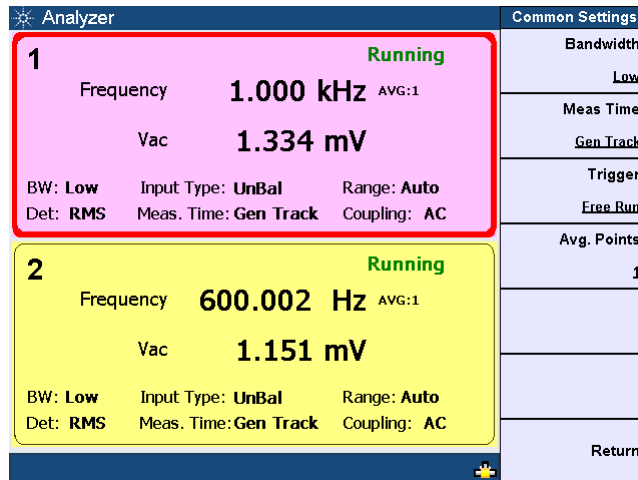 Analyzer
Common Settings
1
Running
Frequency 1.000 kHz AVG:1
Vac 1.334 mV
BW: Low Input Type: UnBal Range: Auto
Det: RMS Meas. Time: Gen Track Coupling: AC
2
Running
Frequency 600.002 Hz AVG:1
Vac 1.151 mV
BW: Low Input Type: UnBal Range: Auto
Det: RMS Meas. Time: Gen Track Coupling: AC
Bandwidth
Low
Meas Time
Gen Track
Trigger
Free Run
Avg. Points
1
Return